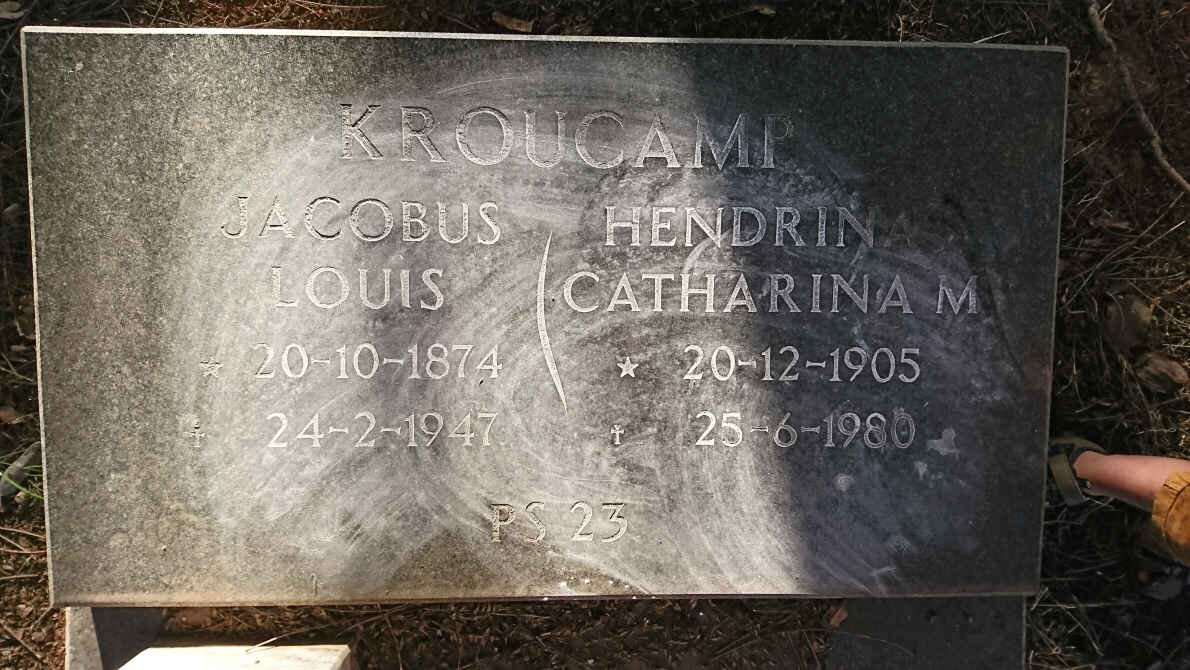 KROUCAMP
JACOBUS
LOUIS
20-10-1874
24-2-1947
HENDRINA
CATHARINA M
20-12-1905
25-6-1980
PS 23